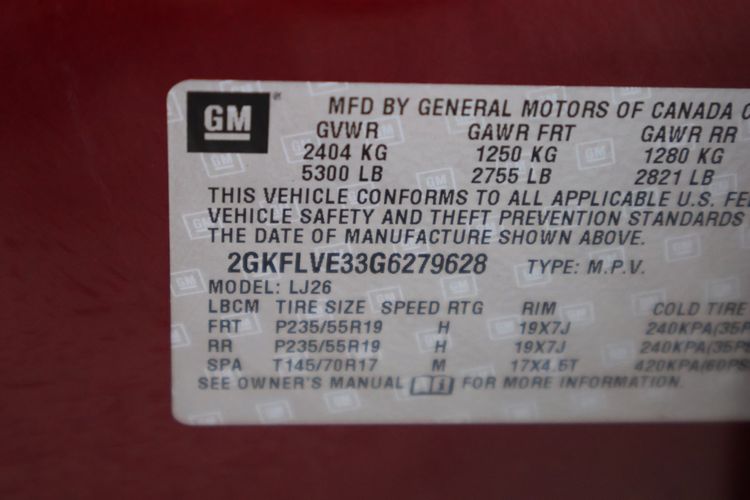 GM
MFD BY GENERAL MOTORS OF CANADA
GVWR GAWR FRT GAWR RR
2404 KG 1250 KG 1280 KG
5300 LB 2755 LB 2821 LB
THIS VEHICLE CONFORMS TO ALL APPLICABLE U.S. FE
VEHICLE SAFETY AND THEFT PREVENTION STANDARDS
THE DATE OF MANUFACTURE SHOWN ABOVE.
2GKFLVE33G6279628 TYPE: M.P.V.
MODEL: LJ26
LBCM TIRE SIZE SPEED RTG RIM COLD TIRE
FRT P235/55R19 H 19X7J 240KPA(35P
RR P235/55R19 H 19X7J 240KPA(35P
SPA T145/70R17 M 17X4.5T 420KPA(60PS
SEE OWNER'S MANUAL FOR MORE INFORMATION.